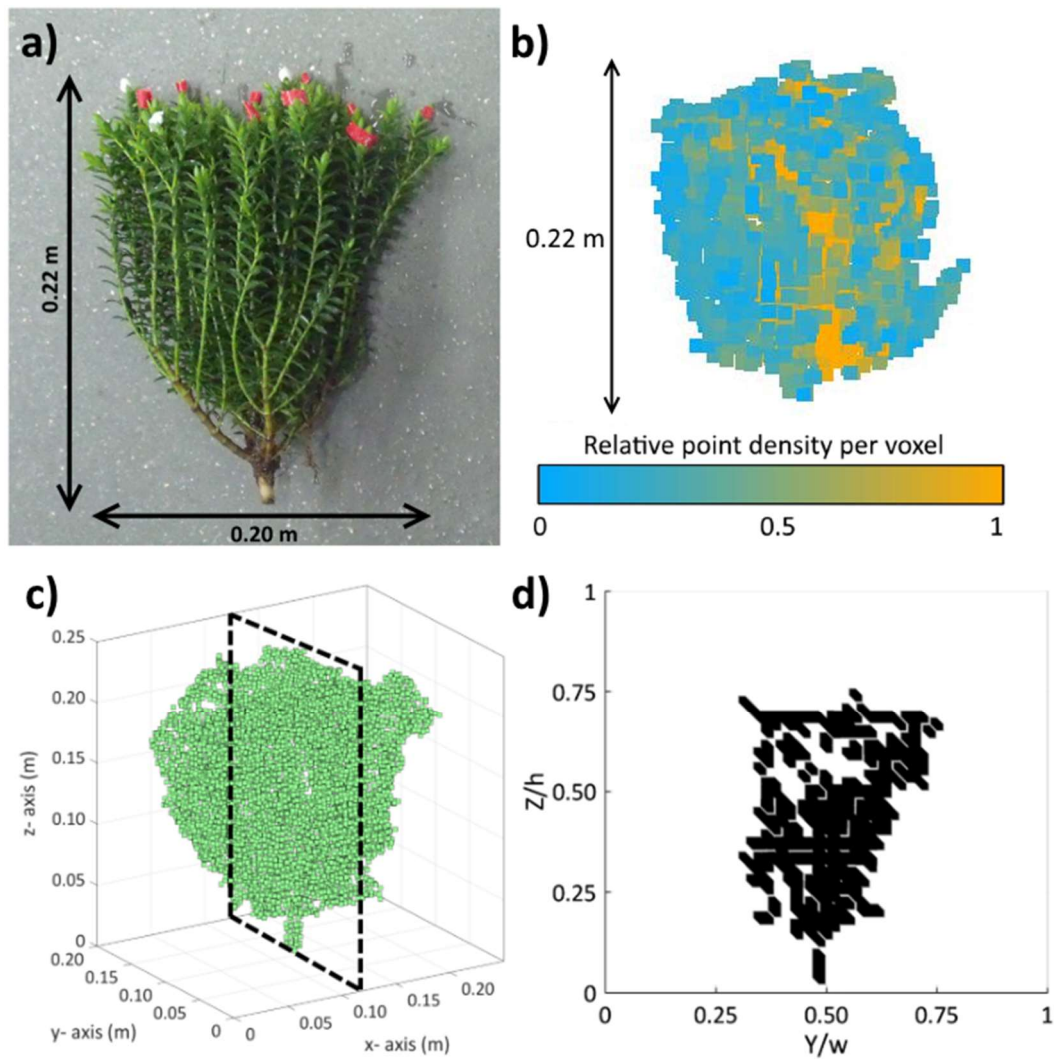 a)
0.22 m
0.20 m
b)
0.22 m
Relative point density per voxel
0 0.5 1
c)
0.25
0.20
0.15
0.10
0.05
0
z- axis (m)
0.20
0.15
0.10
0.05
0
y- axis (m)
0 0.05 0.10 0.15 0.20
x- axis (m)
d)
1
0.75
0.50
0.25
0
Z/h
0 0.25 0.50 0.75 1
Y/w